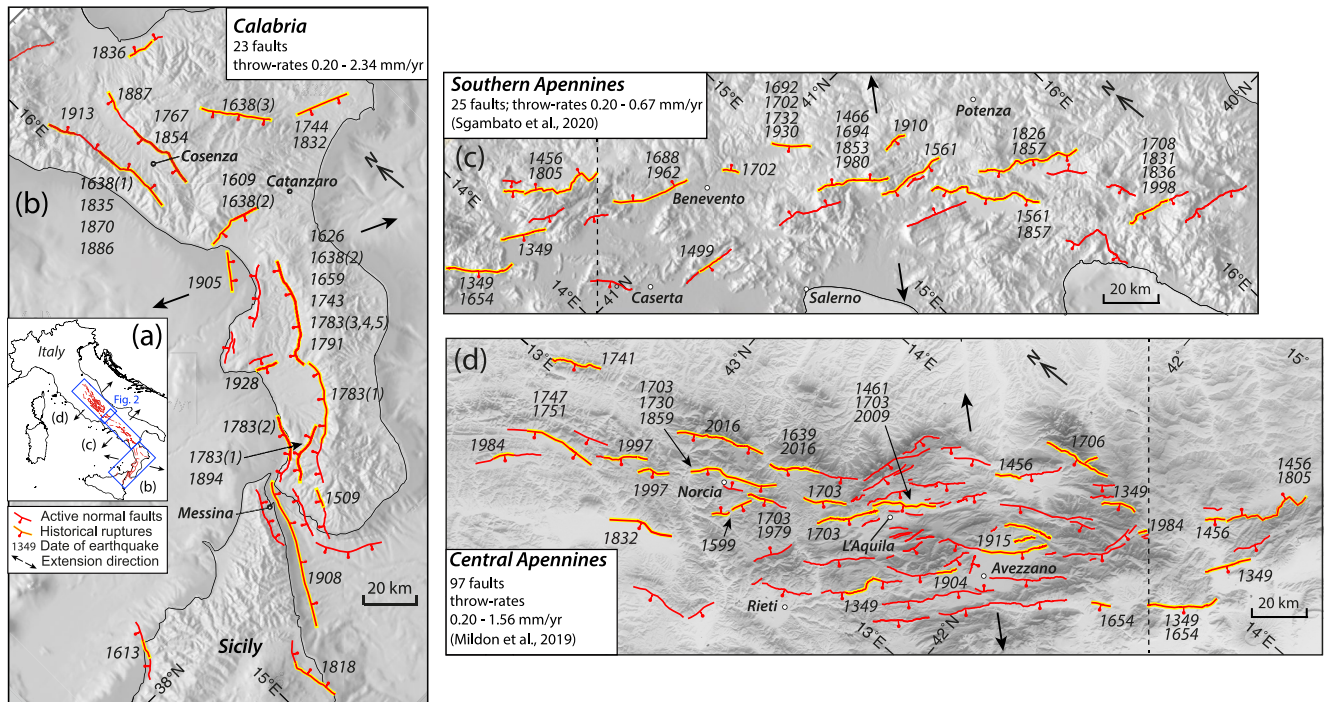 Calabria
23 faults
throw-rates 0.20 - 2.34 mm/yr
1836
1887
1913
1767
1854
1638(3)
1744
1832
16°E
Cosenza
N
1609
1638(2)
Catanzaro
(b)
1638(1)
1835
1870
1886
1626
1638(2)
1659
1743
1783(3,4,5)
1791
1905
(a)
Italy
Fig. 2
(d)
(c)
(b)
1928
1783(1)
1783(2)
1783(1)
1894
1509
Messina
Active normal faults
Historical ruptures
1349 Date of earthquake
Extension direction
1908
20 km
1613
Sicily
1818
38°N
15°E
Southern Apennines
25 faults; throw-rates 0.20 - 0.67 mm/yr
(Sgambato et al., 2020)
15°E
1692
1702
1732
1930
41°N
1466
1694
1853
1980
1910
Potenza
16°E
N
40°N
(c)
14°E
1456
1805
1688
1962
1702
Benevento
1561
1826
1857
1708
1831
1836
1998
1349
1499
1561
1857
1349
1654
14°E
41°N
Caserta
Salerno
15°E
16°E
20 km
(d)
13°E
1741
43°N
14°E
N
42°
15°
1747
1751
1703
1730
1859
1461
1703
2009
1984
1997
2016
1639
2016
1706
1456
1456
1805
1997
Norcia
1703
1349
1832
1599
1703
1979
1703
L'Aquila
1915
1984
1456
Central Apennines
97 faults
throw-rates
0.20 - 1.56 mm/yr
(Mildon et al., 2019)
Rieti
1349
1904
Avezzano
1349
1654
1349
1654
20 km
13°E
42°N
14°E